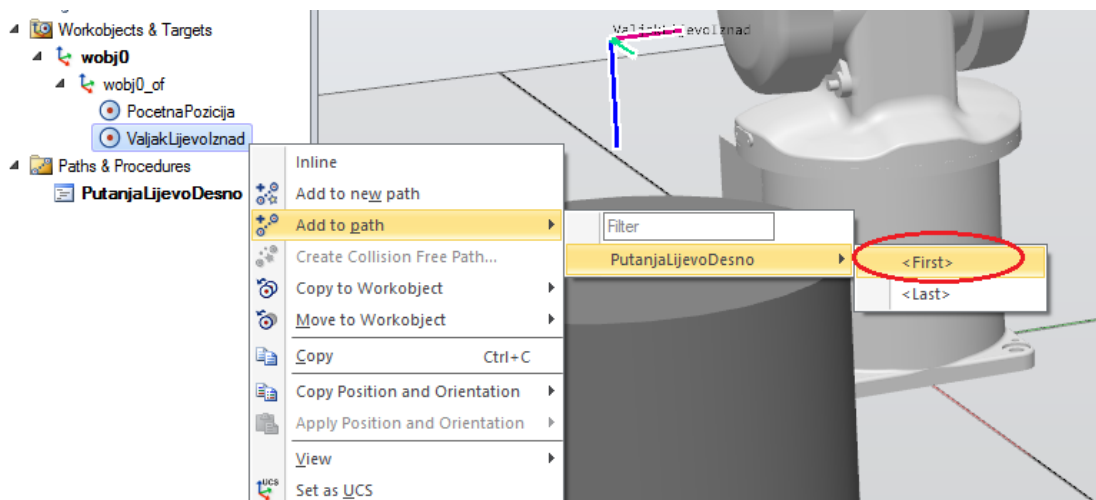 Workobjects & Targets
wobj0
wobj0_of
PocetnaPozicija
ValjakLijevoIznad
Paths & Procedures
PutanjaLijevoDesno
ValjakLijevoIznad
Inline
Add to new path
Add to path
Filter
PutanjaLijevoDesno
<First>
<Last>
Create Collision Free Path...
Copy to Workobject
Move to Workobject
Copy Ctrl+C
Copy Position and Orientation
Apply Position and Orientation
View
UCS Set as UCS